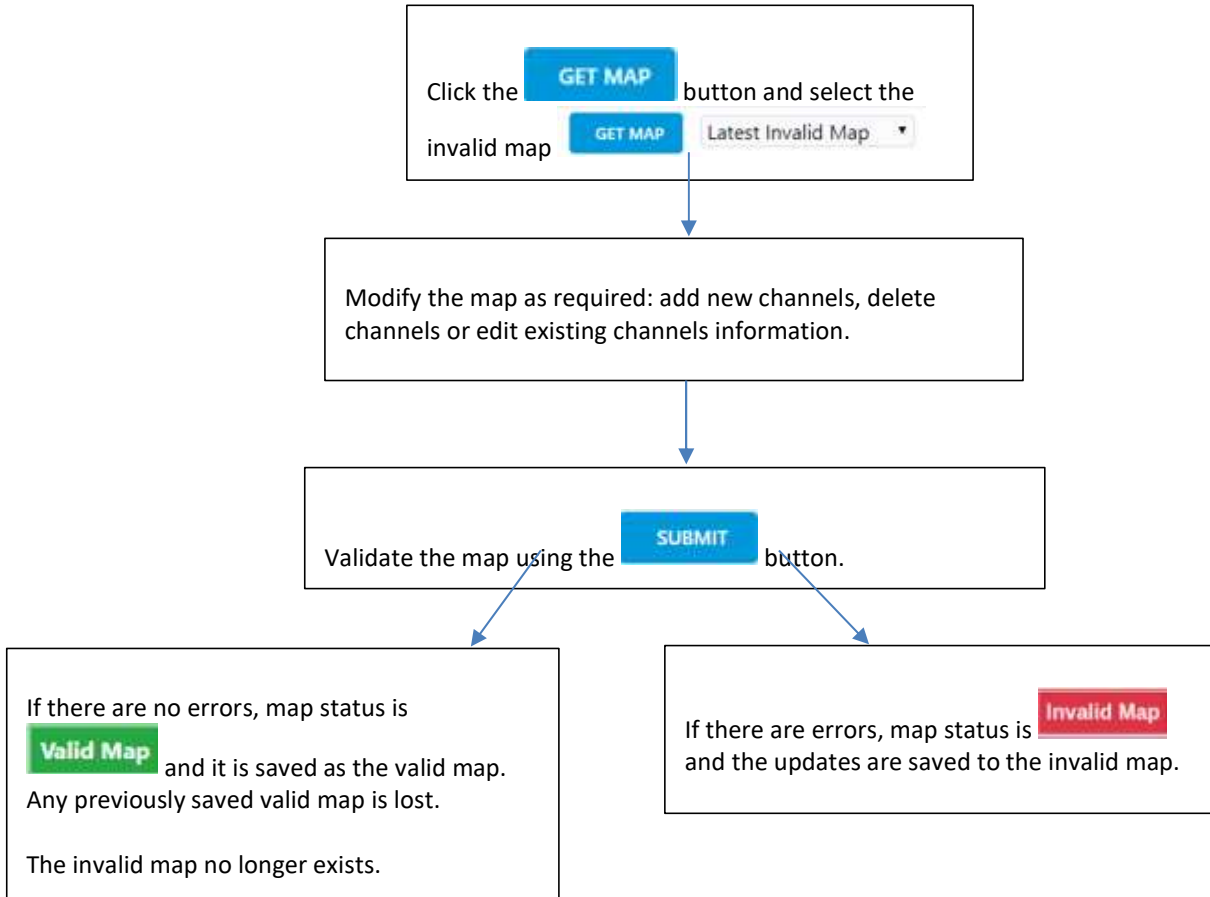 Click the GET MAP button and select the
invalid map GET MAP Latest Invalid Map
Modify the map as required: add new channels, delete
channels or edit existing channels information.
Validate the map using the SUBMIT button.
If there are no errors, map status is
Valid Map and it is saved as the valid map.
Any previously saved valid map is lost.
The invalid map no longer exists.
If there are errors, map status is Invalid Map
and the updates are saved to the invalid map.